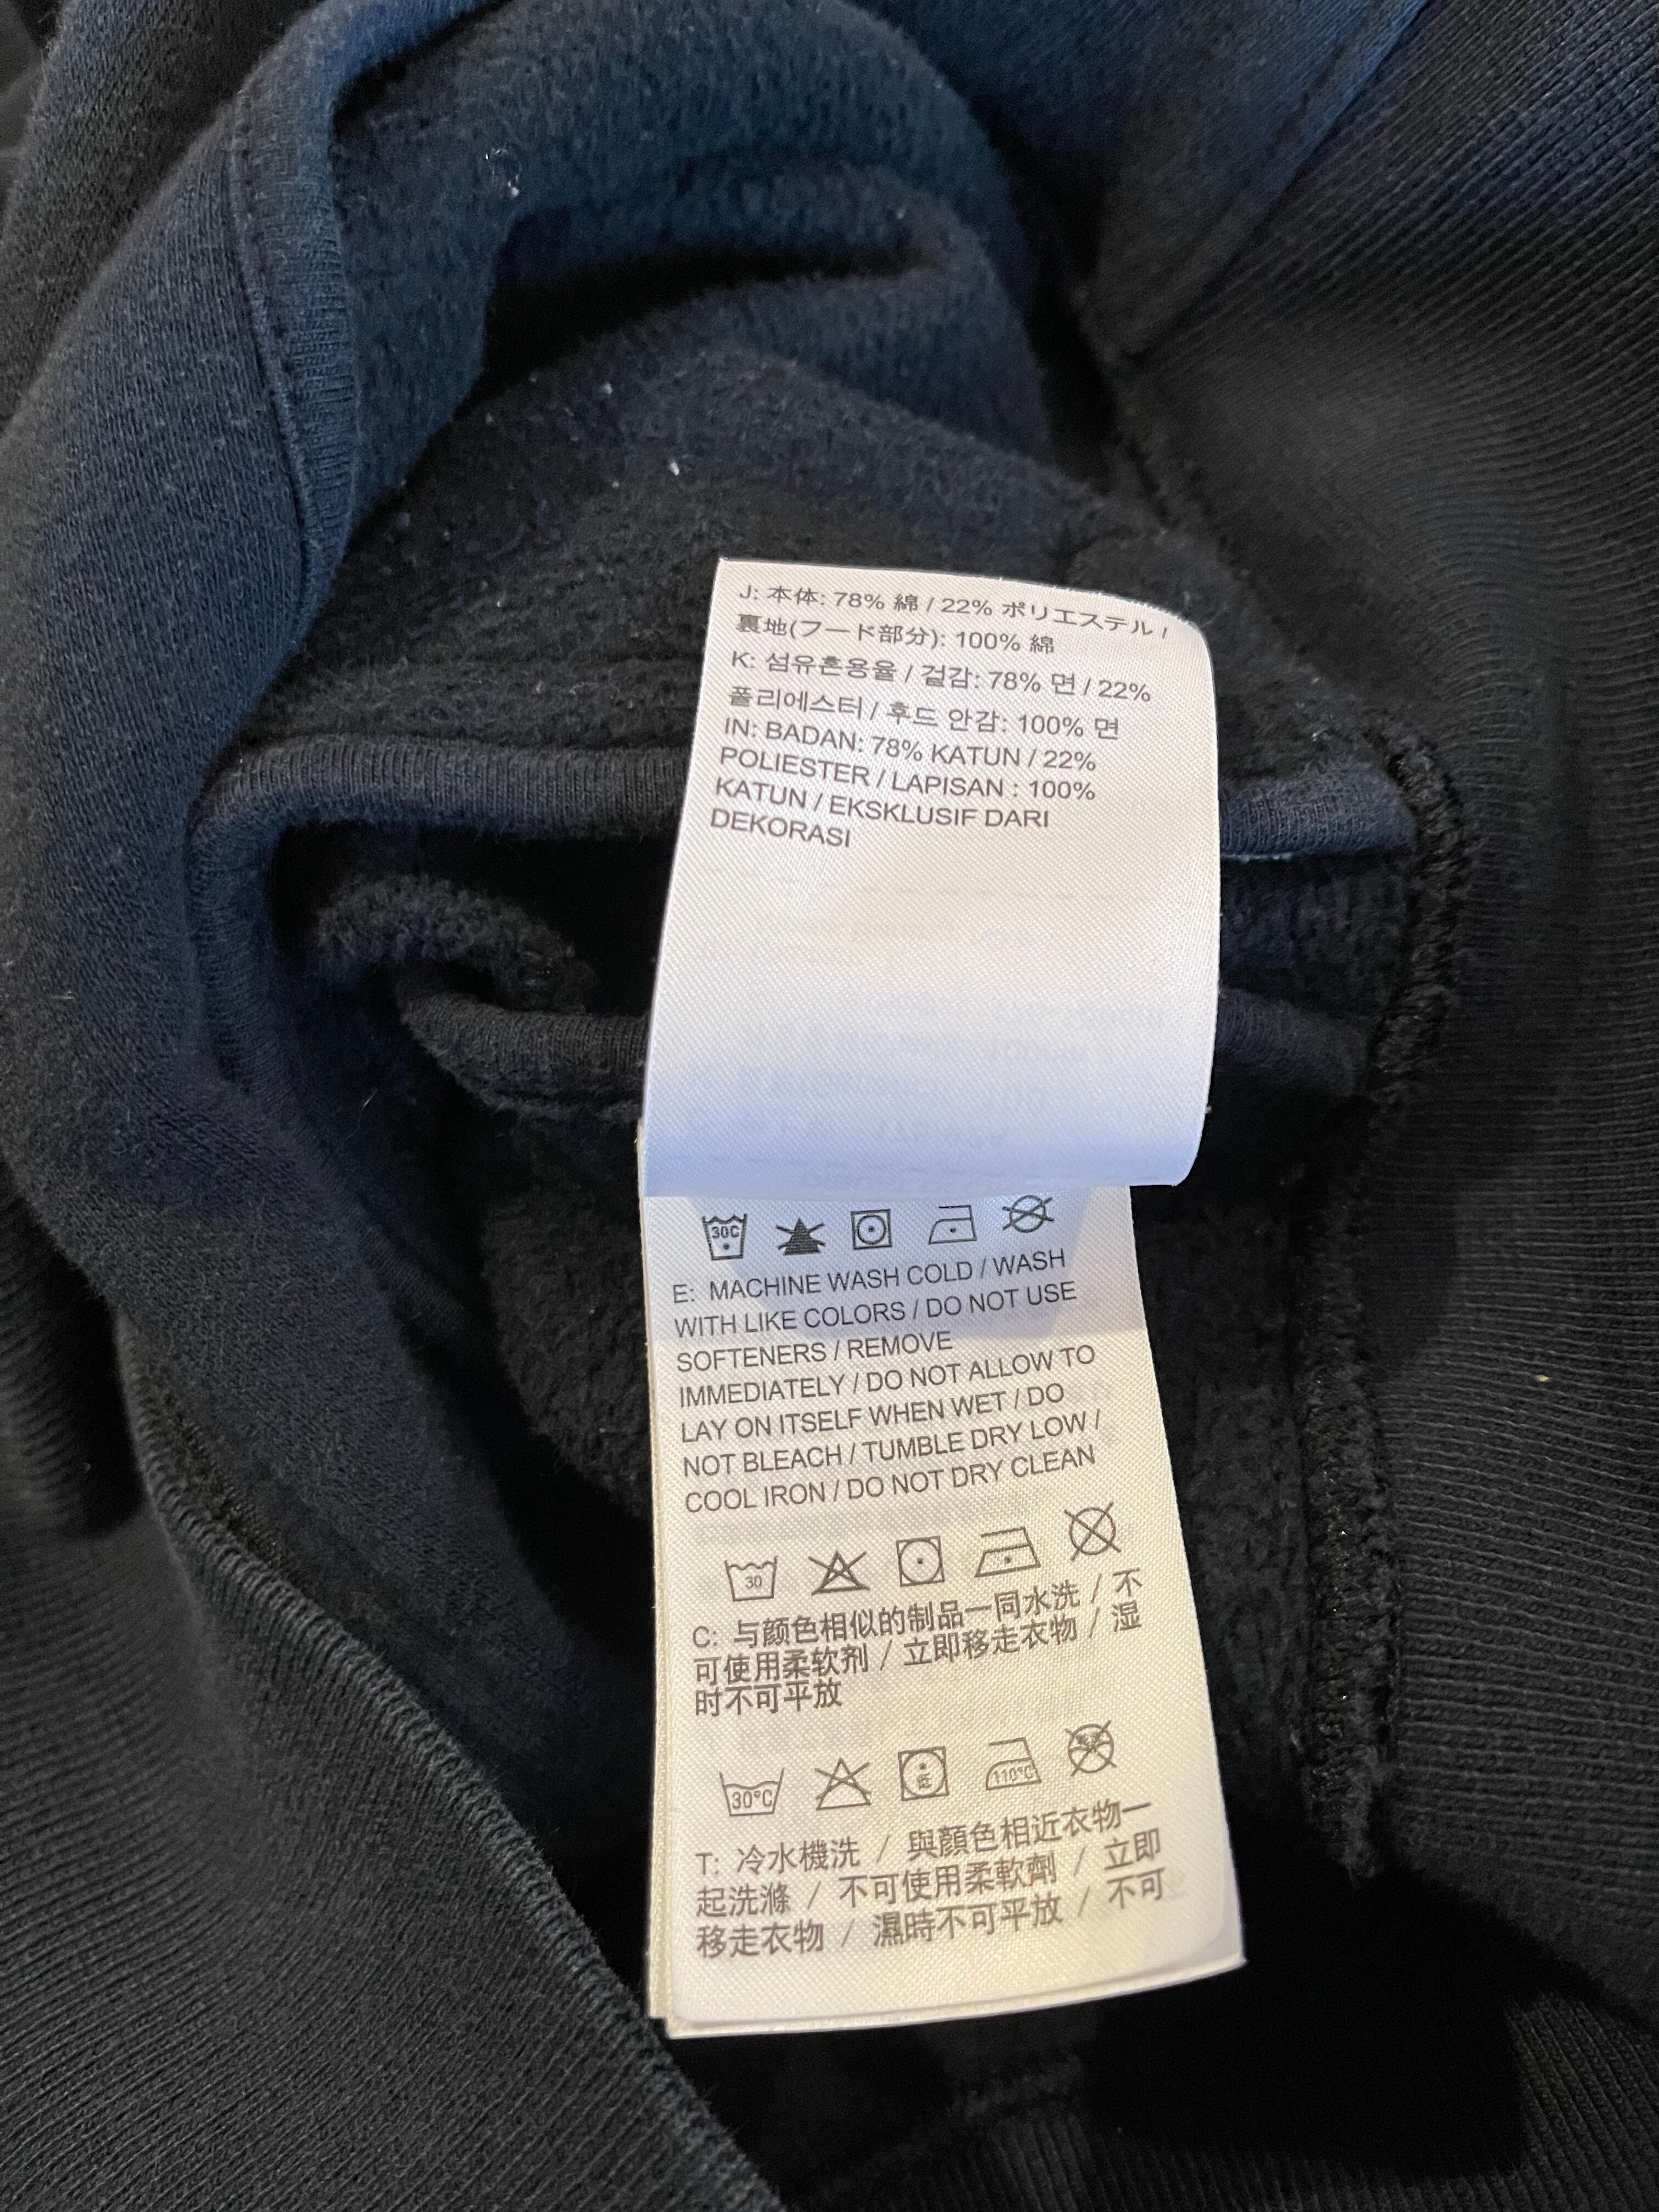 J: 本体: 78% 綿 / 22% ポリエステル /
裏地(フード部分): 100% 綿
K: 섬유혼용율 / 겉감: 78% 면 / 22%
폴리에스터 / 후드 안감: 100% 면
IN: BADAN: 78% KATUN / 22%
POLIESTER / LAPISAN : 100%
KATUN / EKSKLUSIF DARI
DEKORASI
30C
E: MACHINE WASH COLD / WASH
WITH LIKE COLORS / DO NOT USE
SOFTENERS / REMOVE
IMMEDIATELY / DO NOT ALLOW TO
LAY ON ITSELF WHEN WET / DO
NOT BLEACH / TUMBLE DRY LOW /
COOL IRON / DO NOT DRY CLEAN
30
C: 与颜色相似的制品一同水洗 / 不
可使用柔软剂 / 立即移走衣物 / 湿
时不可平放
30°C 低 110°C
T: 冷水機洗 / 與顏色相近衣物一
起洗滌 / 不可使用柔軟劑 / 立即
移走衣物 / 濕時不可平放 / 不可